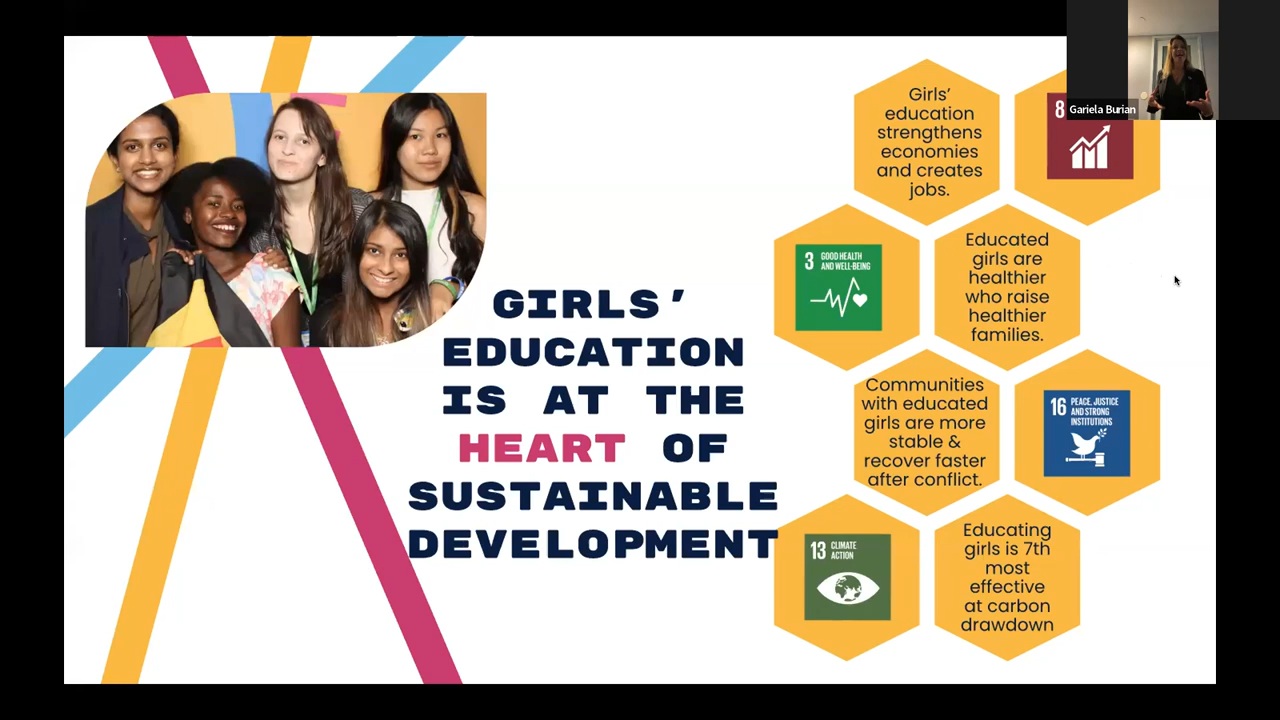 Gariela Burian
GIRLS'
EDUCATION
IS AT THE
HEART OF
SUSTAINABLE
DEVELOPMENT
Girls'
education
strengthens
economies
and creates
jobs.
8
3 GOOD HEALTH
AND WELL-BEING
Educated
girls are
healthier
who raise
healthier
families.
Communities
with educated
girls are more
stable &
recover faster
after conflict.
16 PEACE, JUSTICE
AND STRONG
INSTITUTIONS
13 CLIMATE
ACTION
Educating
girls is 7th
most
effective
at carbon
drawdown